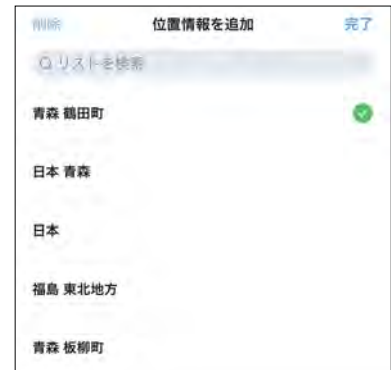 削除 位置情報を追加 完了
リストを検索
青森 鶴田町
日本 青森
日本
福島 東北地方
青森 板柳町